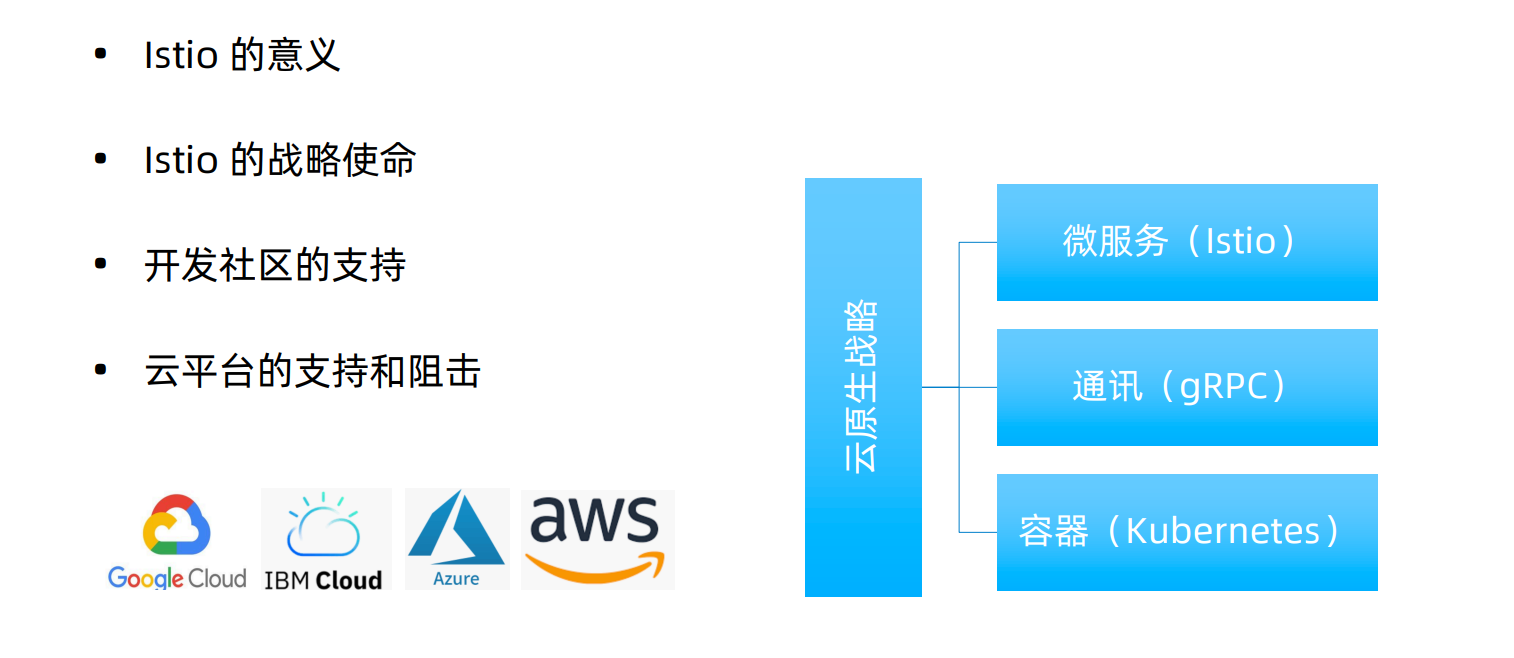 • Istio 的意义
• Istio 的战略使命
• 开发社区的支持
• 云平台的支持和阻击
Google Cloud
IBM Cloud
Azure
aws
云原生战略
微服务（Istio）
通讯（gRPC）
容器（Kubernetes）